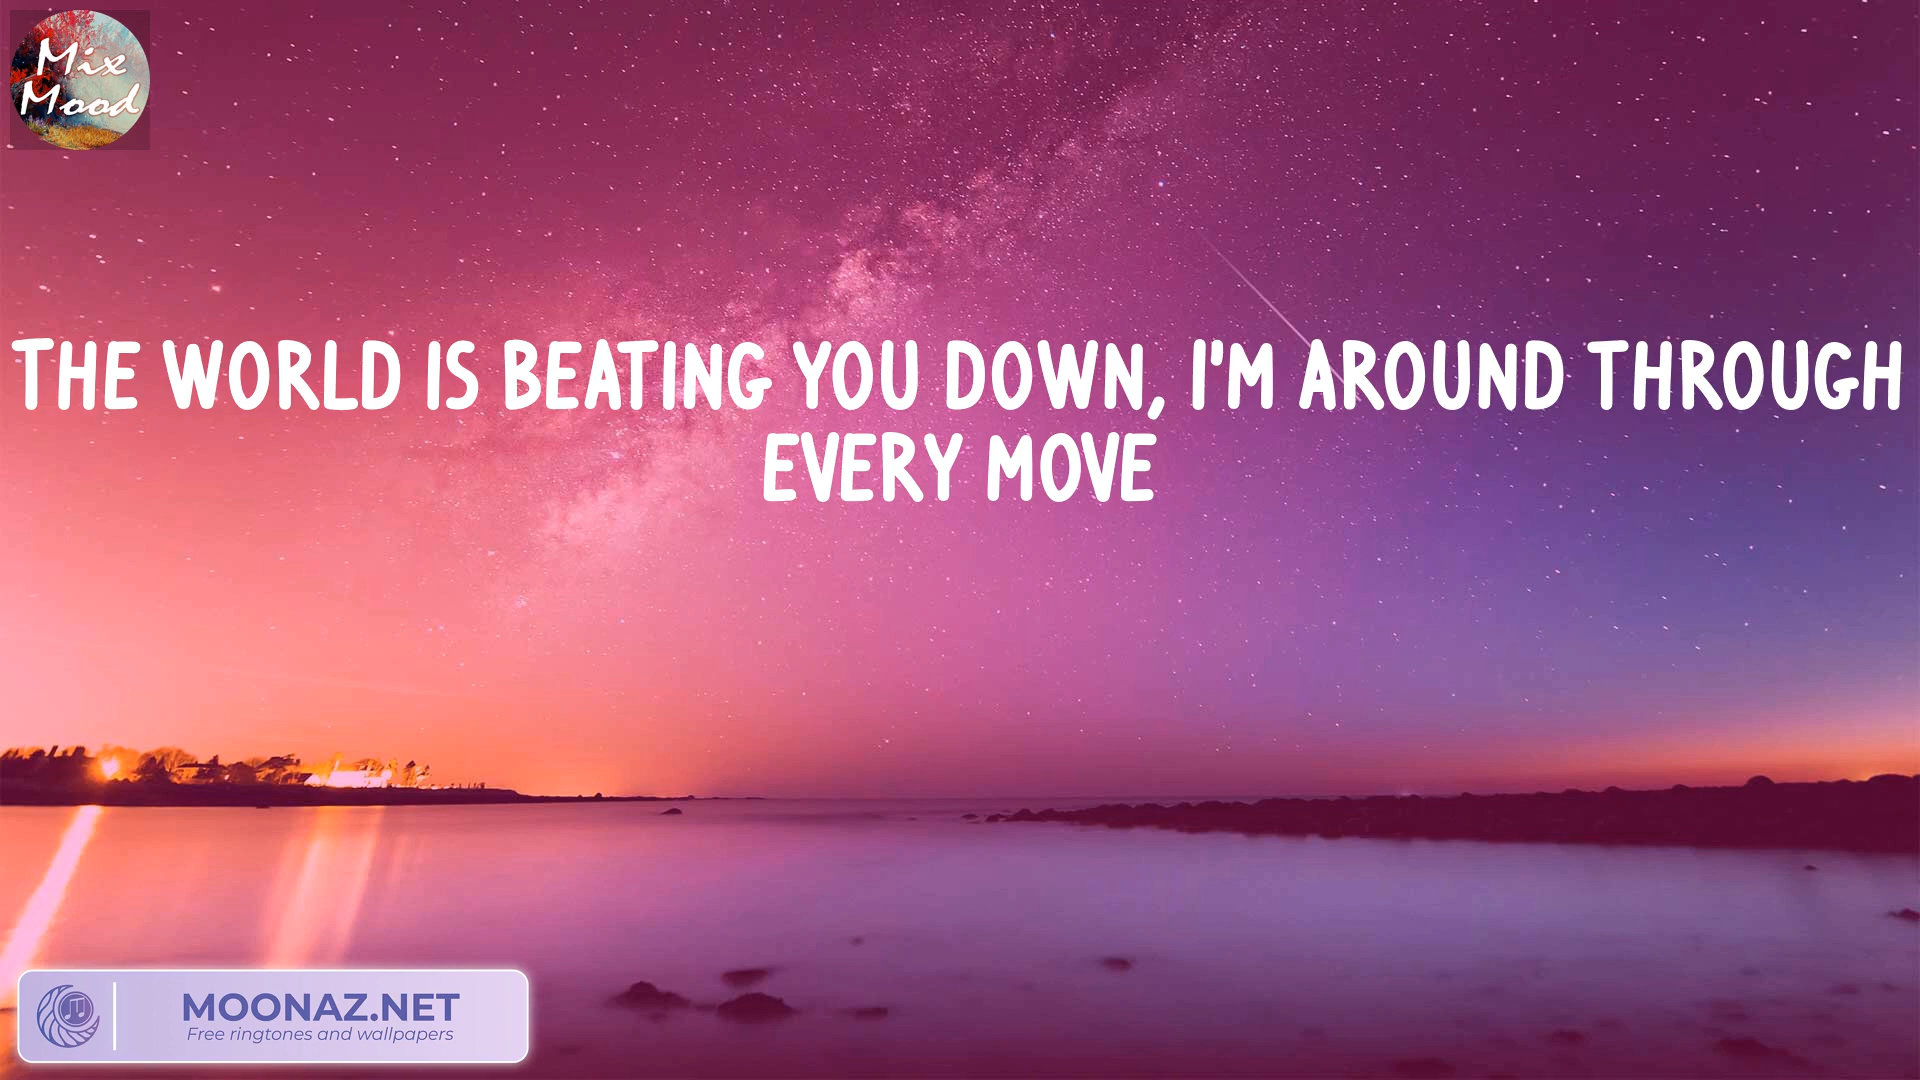 Mix
Mood
THE WORLD IS BEATING YOU DOWN, I'M AROUND THROUGH
EVERY MOVE
MOONAZ.NET
Free ringtones and wallpapers